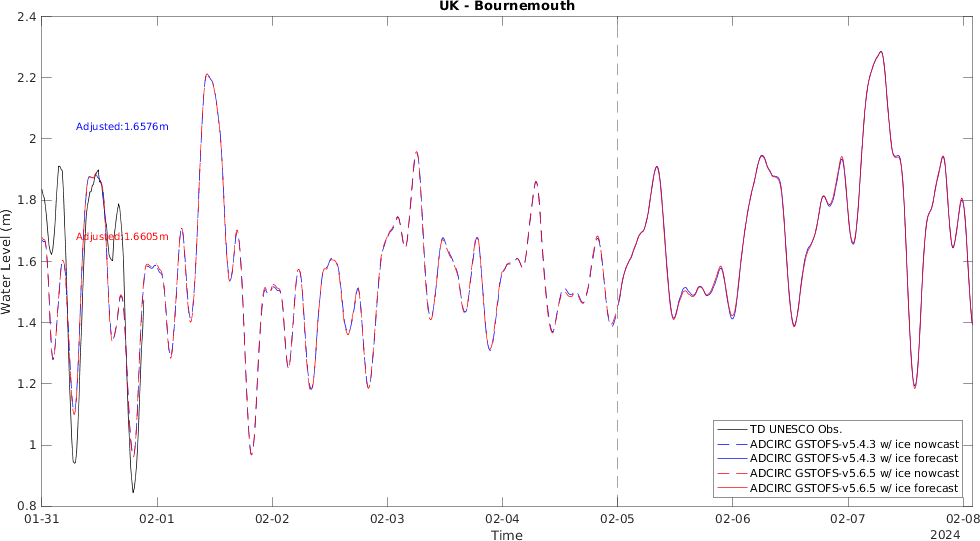 UK - Bournemouth
2.4
2.2
2
1.8
1.6
1.4
1.2
1
0.8
Water Level (m)
Adjusted:1.6576m
Adjusted:1.6605m
TD UNESCO Obs.
ADCIRC GSTOFS-v5.4.3 w/ ice nowcast
ADCIRC GSTOFS-v5.4.3 w/ ice forecast
ADCIRC GSTOFS-v5.6.5 w/ ice nowcast
ADCIRC GSTOFS-v5.6.5 w/ ice forecast
01-31 02-01 02-02 02-03 02-04 02-05 02-06 02-07 02-08
Time
2024